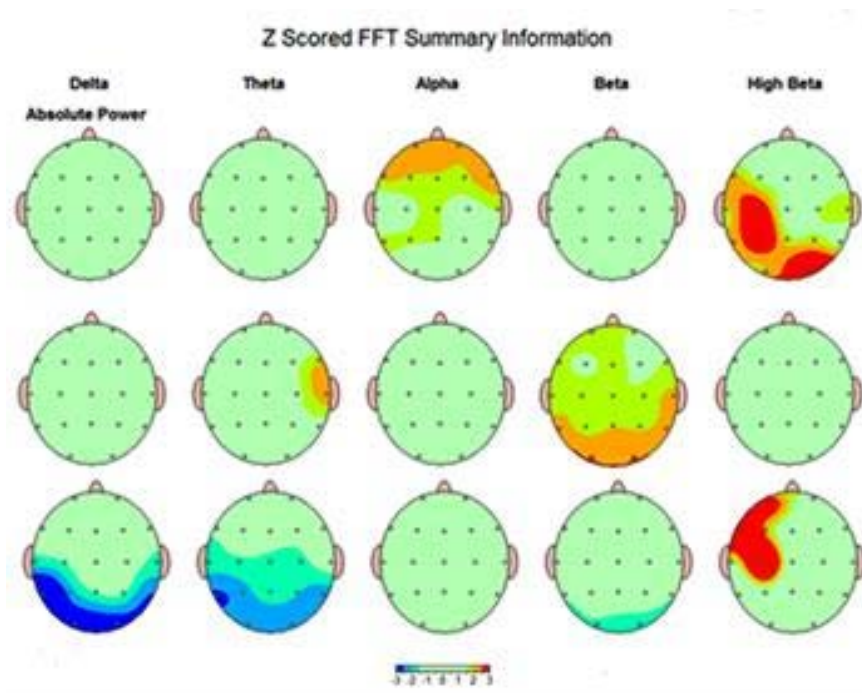 Z Scored FFT Summary Information
Delta Theta Alpha Beta High Beta
Absolute Power
-3 -2 -1 0 1 2 3